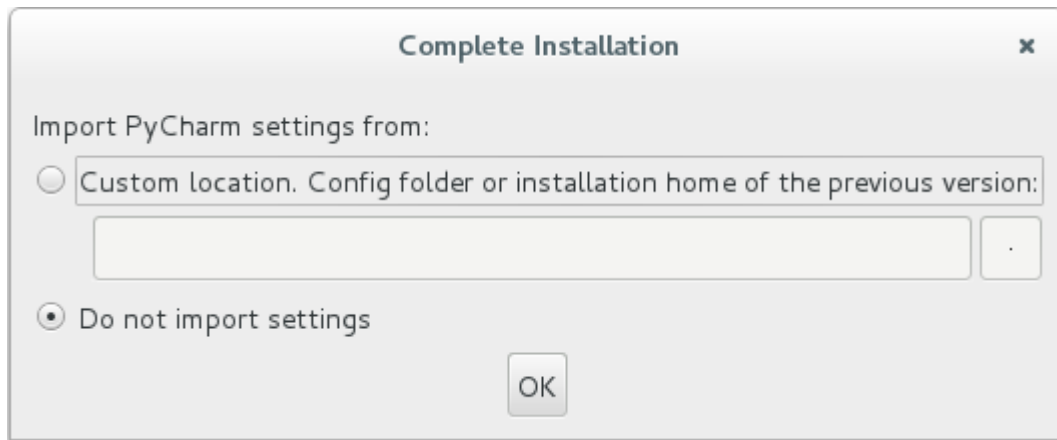 Complete Installation
Import PyCharm settings from:
Custom location. Config folder or installation home of the previous version:
.
Do not import settings
OK